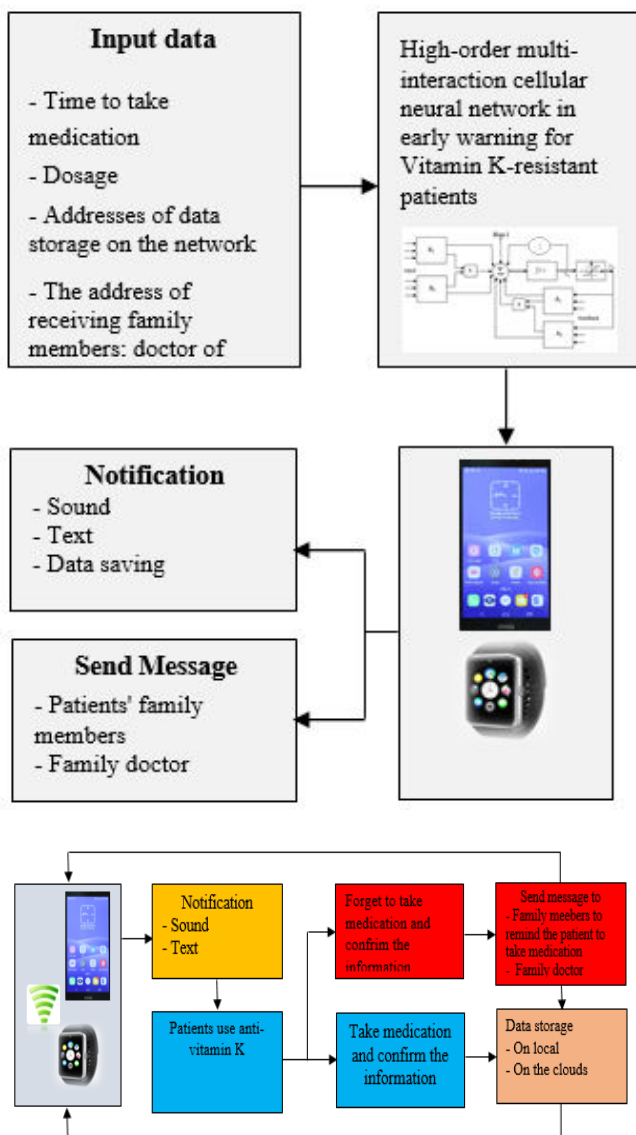 Input data
- Time to take
medication
- Dosage
- Addresses of data
storage on the network
- The address of
receiving family
members: doctor of
High-order multi-
interaction cellular
neural network in
early warning for
Vitamin K-resistant
patients
Notification
- Sound
- Text
- Data saving
Send Message
- Patients' family
members
- Family doctor
Notification
- Sound
- Text
Forget to take
medication and
confrim the
information
Send message to
- Family meebers to
remind the patient to
take medication
- Family doctor
Patients use anti-
vitamin K
Take medication
and confirm the
information
Data storage
- On local
- On the clouds